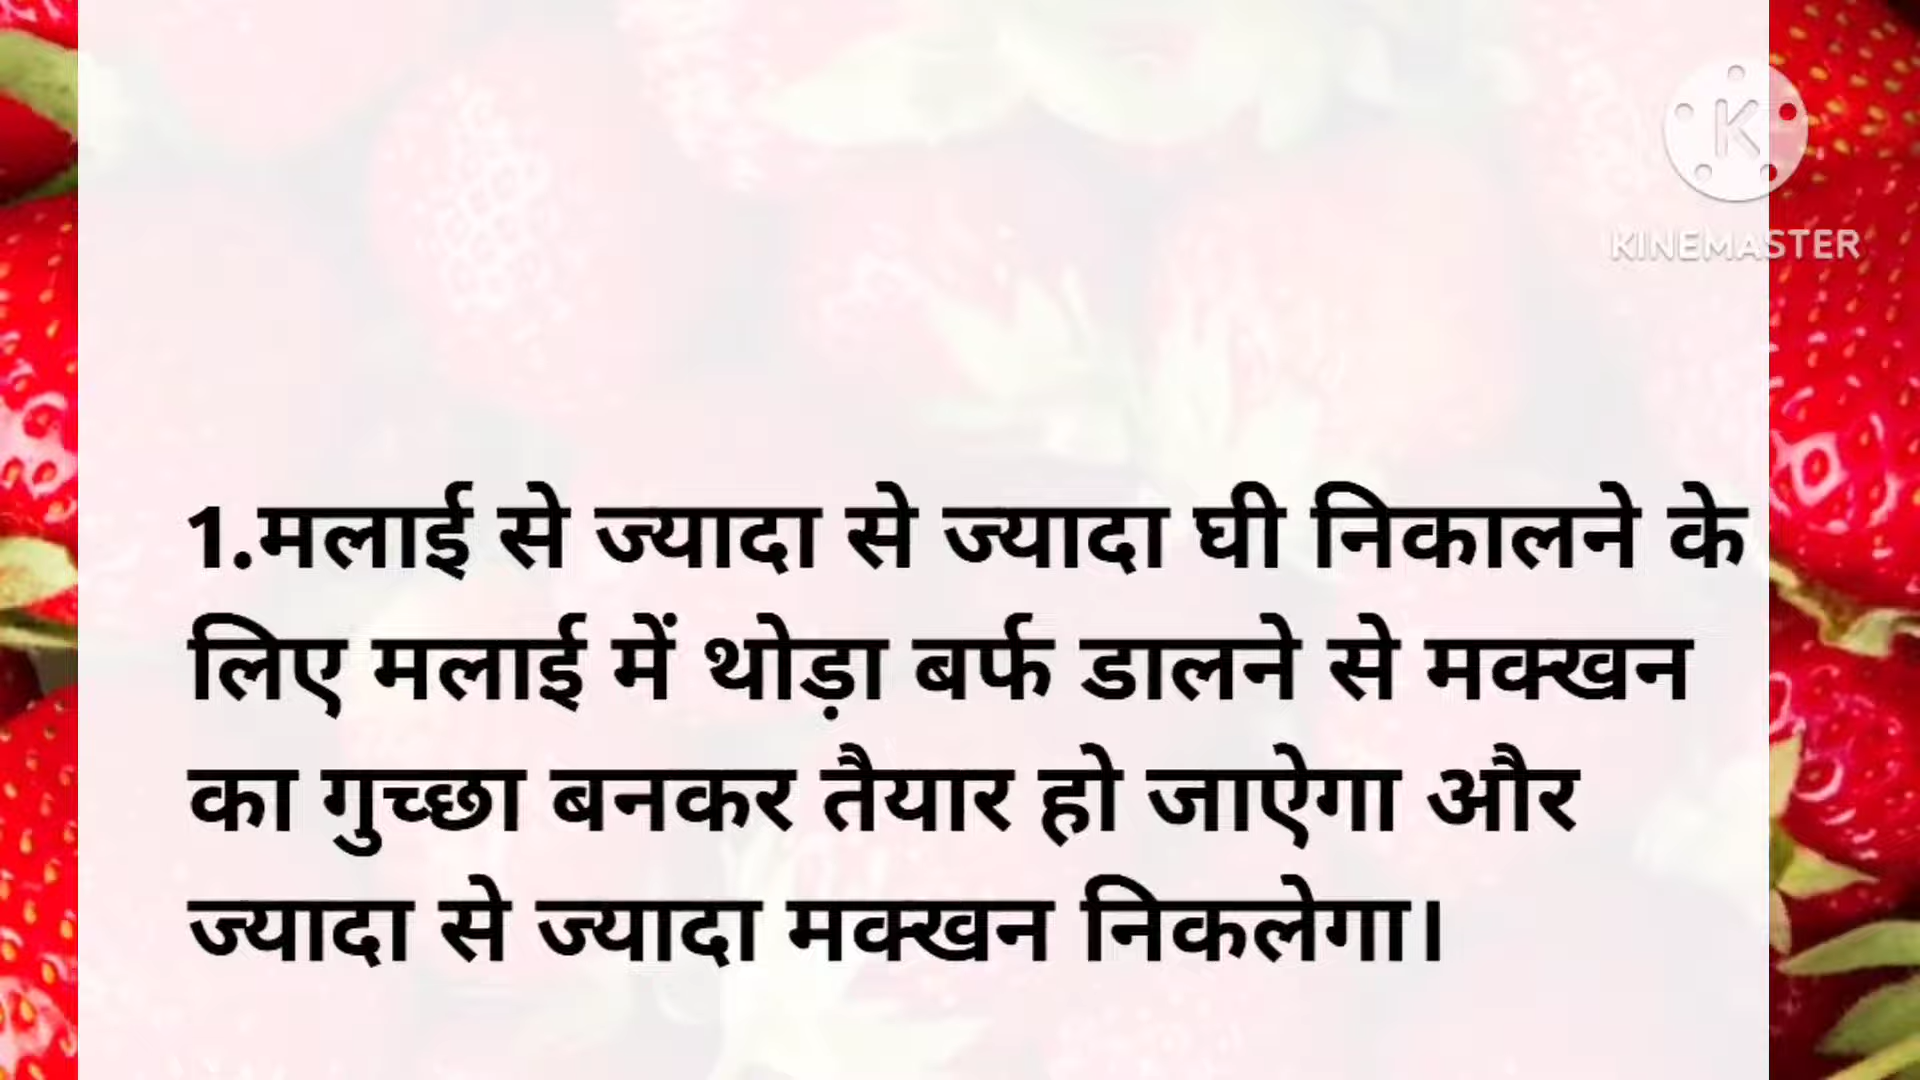 KINEMASTER
1.मलाई से ज्यादा से ज्यादा घी निकालने के
लिए मलाई में थोड़ा बर्फ डालने से मक्खन
का गुच्छा बनकर तैयार हो जाऐगा और
ज्यादा से ज्यादा मक्खन निकलेगा।